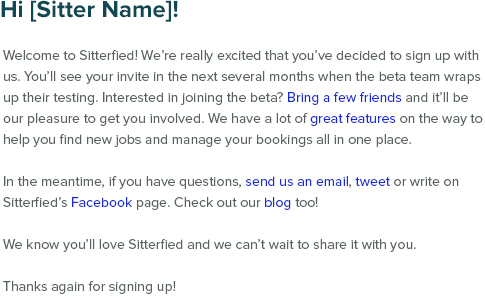 Hi [Sitter Name]!
Welcome to Sitterfied! We’re really excited that you’ve decided to sign up with
us. You’ll see your invite in the next several months when the beta team wraps
up their testing. Interested in joining the beta? Bring a few friends and it’ll be
our pleasure to get you involved. We have a lot of great features on the way to
help you find new jobs and manage your bookings all in one place.
In the meantime, if you have questions, send us an email, tweet or write on
Sitterfied’s Facebook page. Check out our blog too!
We know you’ll love Sitterfied and we can’t wait to share it with you.
Thanks again for signing up!